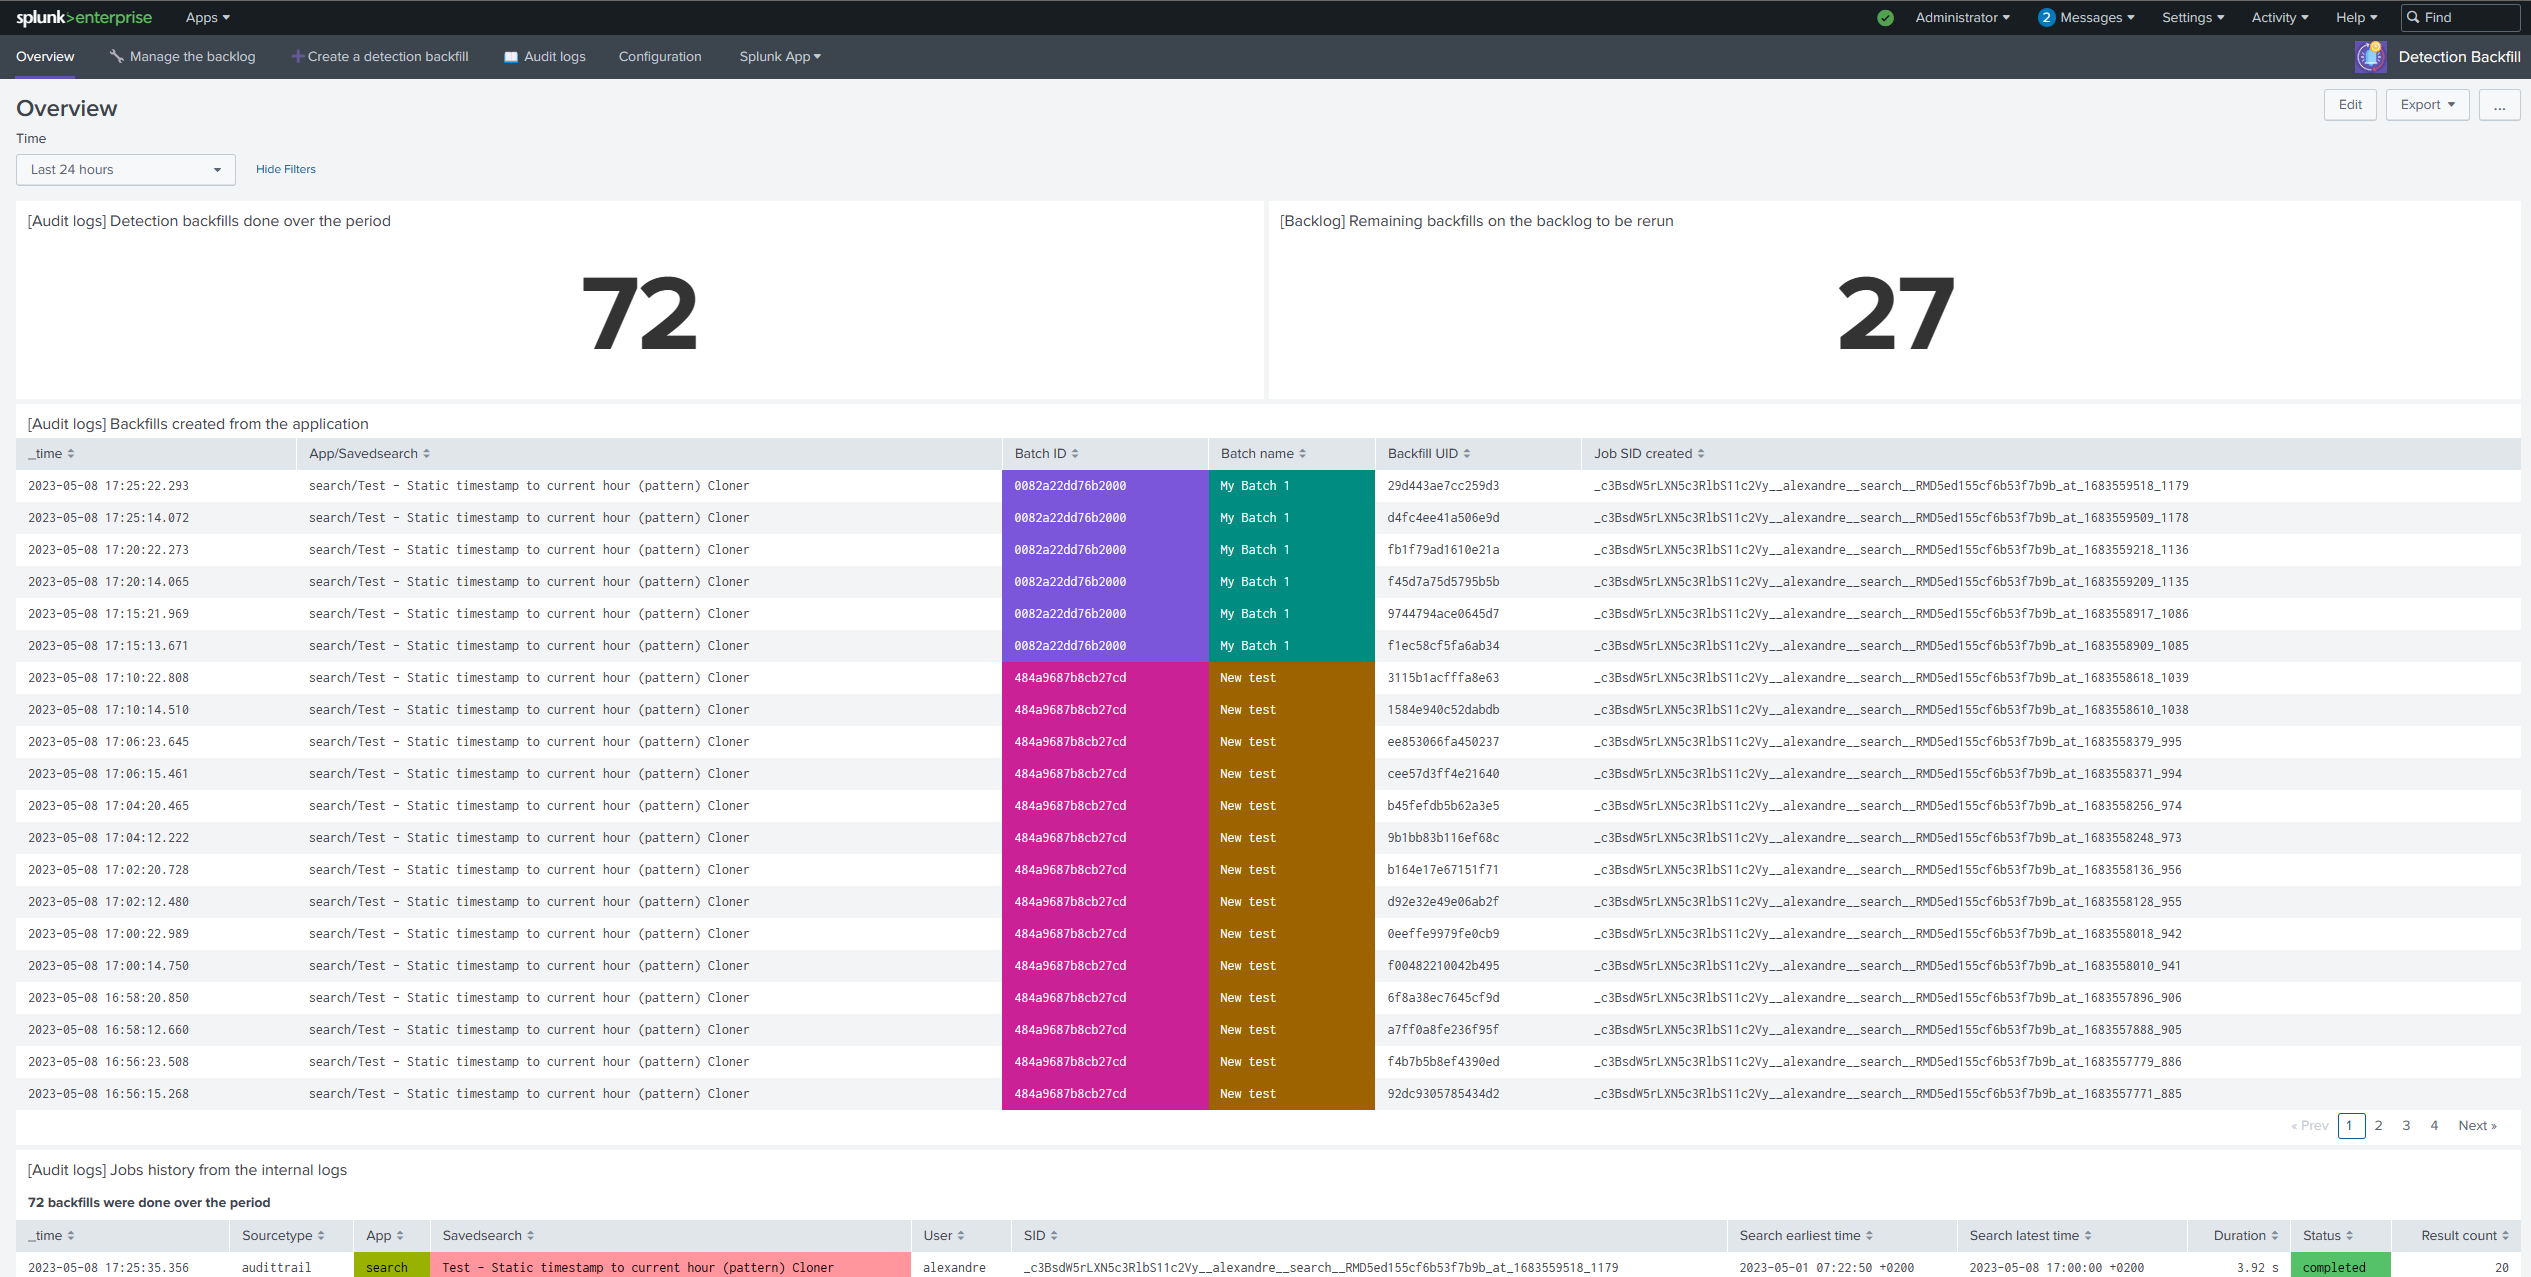 splunk>enterprise Apps Administrator 2 Messages Settings Activity Help Find
Overview Manage the backlog Create a detection backfill Audit logs Configuration Splunk App Detection Backfill
Overview Edit Export ...
Time
Last 24 hours Hide Filters
[Audit logs] Detection backfills done over the period [Backlog] Remaining backfills on the backlog to be rerun
72 27
[Audit logs] Backfills created from the application
_time App/Savedsearch Batch ID Batch name Backfill UID Job SID created
2023-05-08 17:25:22.293 search/Test - Static timestamp to current hour (pattern) Cloner 0082a22dd76b2000 My Batch 1 29d443ae7cc259d3 _c3BsdW5rLXN5c3RlbS11c2Vy__alexandre__search__RMD5ed155cf6b53f7b9b_at_1683559518_1179
2023-05-08 17:25:14.072 search/Test - Static timestamp to current hour (pattern) Cloner 0082a22dd76b2000 My Batch 1 d4fc4ee41a506e9d _c3BsdW5rLXN5c3RlbS11c2Vy__alexandre__search__RMD5ed155cf6b53f7b9b_at_1683559509_1178
2023-05-08 17:20:22.273 search/Test - Static timestamp to current hour (pattern) Cloner 0082a22dd76b2000 My Batch 1 fb1f79ad1610e21a _c3BsdW5rLXN5c3RlbS11c2Vy__alexandre__search__RMD5ed155cf6b53f7b9b_at_1683559218_1136
2023-05-08 17:20:14.065 search/Test - Static timestamp to current hour (pattern) Cloner 0082a22dd76b2000 My Batch 1 f45d7a75d5795b5b _c3BsdW5rLXN5c3RlbS11c2Vy__alexandre__search__RMD5ed155cf6b53f7b9b_at_1683559209_1135
2023-05-08 17:15:21.969 search/Test - Static timestamp to current hour (pattern) Cloner 0082a22dd76b2000 My Batch 1 9744794ace0645d7 _c3BsdW5rLXN5c3RlbS11c2Vy__alexandre__search__RMD5ed155cf6b53f7b9b_at_1683558917_1086
2023-05-08 17:15:13.671 search/Test - Static timestamp to current hour (pattern) Cloner 0082a22dd76b2000 My Batch 1 f1ec58cf5fa6ab34 _c3BsdW5rLXN5c3RlbS11c2Vy__alexandre__search__RMD5ed155cf6b53f7b9b_at_1683558909_1085
2023-05-08 17:10:22.808 search/Test - Static timestamp to current hour (pattern) Cloner 484a9687b8cb27cd New test 3115b1acfffa8e63 _c3BsdW5rLXN5c3RlbS11c2Vy__alexandre__search__RMD5ed155cf6b53f7b9b_at_1683558618_1039
2023-05-08 17:10:14.510 search/Test - Static timestamp to current hour (pattern) Cloner 484a9687b8cb27cd New test 1584e940c52dabdb _c3BsdW5rLXN5c3RlbS11c2Vy__alexandre__search__RMD5ed155cf6b53f7b9b_at_1683558610_1038
2023-05-08 17:06:23.645 search/Test - Static timestamp to current hour (pattern) Cloner 484a9687b8cb27cd New test ee853066fa450237 _c3BsdW5rLXN5c3RlbS11c2Vy__alexandre__search__RMD5ed155cf6b53f7b9b_at_1683558379_995
2023-05-08 17:06:15.461 search/Test - Static timestamp to current hour (pattern) Cloner 484a9687b8cb27cd New test cee57d3ff4e21640 _c3BsdW5rLXN5c3RlbS11c2Vy__alexandre__search__RMD5ed155cf6b53f7b9b_at_1683558371_994
2023-05-08 17:04:20.465 search/Test - Static timestamp to current hour (pattern) Cloner 484a9687b8cb27cd New test b45fefdb5b62a3e5 _c3BsdW5rLXN5c3RlbS11c2Vy__alexandre__search__RMD5ed155cf6b53f7b9b_at_1683558256_974
2023-05-08 17:04:12.222 search/Test - Static timestamp to current hour (pattern) Cloner 484a9687b8cb27cd New test 9b1bb83b116ef68c _c3BsdW5rLXN5c3RlbS11c2Vy__alexandre__search__RMD5ed155cf6b53f7b9b_at_1683558248_973
2023-05-08 17:02:20.728 search/Test - Static timestamp to current hour (pattern) Cloner 484a9687b8cb27cd New test b164e17e67151f71 _c3BsdW5rLXN5c3RlbS11c2Vy__alexandre__search__RMD5ed155cf6b53f7b9b_at_1683558136_956
2023-05-08 17:02:12.480 search/Test - Static timestamp to current hour (pattern) Cloner 484a9687b8cb27cd New test d92e32e49e06ab2f _c3BsdW5rLXN5c3RlbS11c2Vy__alexandre__search__RMD5ed155cf6b53f7b9b_at_1683558128_955
2023-05-08 17:00:22.989 search/Test - Static timestamp to current hour (pattern) Cloner 484a9687b8cb27cd New test 0eeffe9979fe0cb9 _c3BsdW5rLXN5c3RlbS11c2Vy__alexandre__search__RMD5ed155cf6b53f7b9b_at_1683558018_942
2023-05-08 17:00:14.750 search/Test - Static timestamp to current hour (pattern) Cloner 484a9687b8cb27cd New test f00482210042b495 _c3BsdW5rLXN5c3RlbS11c2Vy__alexandre__search__RMD5ed155cf6b53f7b9b_at_1683558010_941
2023-05-08 16:58:20.850 search/Test - Static timestamp to current hour (pattern) Cloner 484a9687b8cb27cd New test 6f8a38ec7645cf9d _c3BsdW5rLXN5c3RlbS11c2Vy__alexandre__search__RMD5ed155cf6b53f7b9b_at_1683557896_906
2023-05-08 16:58:12.660 search/Test - Static timestamp to current hour (pattern) Cloner 484a9687b8cb27cd New test a7ff0a8fe236f95f _c3BsdW5rLXN5c3RlbS11c2Vy__alexandre__search__RMD5ed155cf6b53f7b9b_at_1683557888_905
2023-05-08 16:56:23.508 search/Test - Static timestamp to current hour (pattern) Cloner 484a9687b8cb27cd New test f4b7b5b8ef4390ed _c3BsdW5rLXN5c3RlbS11c2Vy__alexandre__search__RMD5ed155cf6b53f7b9b_at_1683557779_886
2023-05-08 16:56:15.268 search/Test - Static timestamp to current hour (pattern) Cloner 484a9687b8cb27cd New test 92dc9305785434d2 _c3BsdW5rLXN5c3RlbS11c2Vy__alexandre__search__RMD5ed155cf6b53f7b9b_at_1683557771_885
« Prev 1 2 3 4 Next »
[Audit logs] Jobs history from the internal logs
72 backfills were done over the period
_time Sourcetype App Savedsearch User SID Search earliest time Search latest time Duration Status Result count
2023-05-08 17:25:35.356 audittrail search Test - Static timestamp to current hour (pattern) Cloner alexandre _c3BsdW5rLXN5c3RlbS11c2Vy__alexandre__search__RMD5ed155cf6b53f7b9b_at_1683559518_1179 2023-05-01 07:22:50 +0200 2023-05-08 17:00:00 +0200 3.92 s completed 20